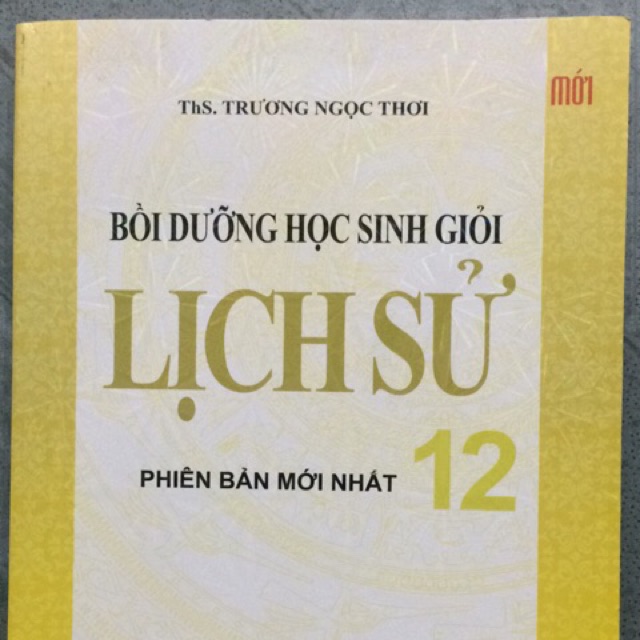 ThS. TRƯƠNG NGỌC THƠI
MỚI
BỒI DƯỠNG HỌC SINH GIỎI
LỊCH SỬ
12
PHIÊN BẢN MỚI NHẤT